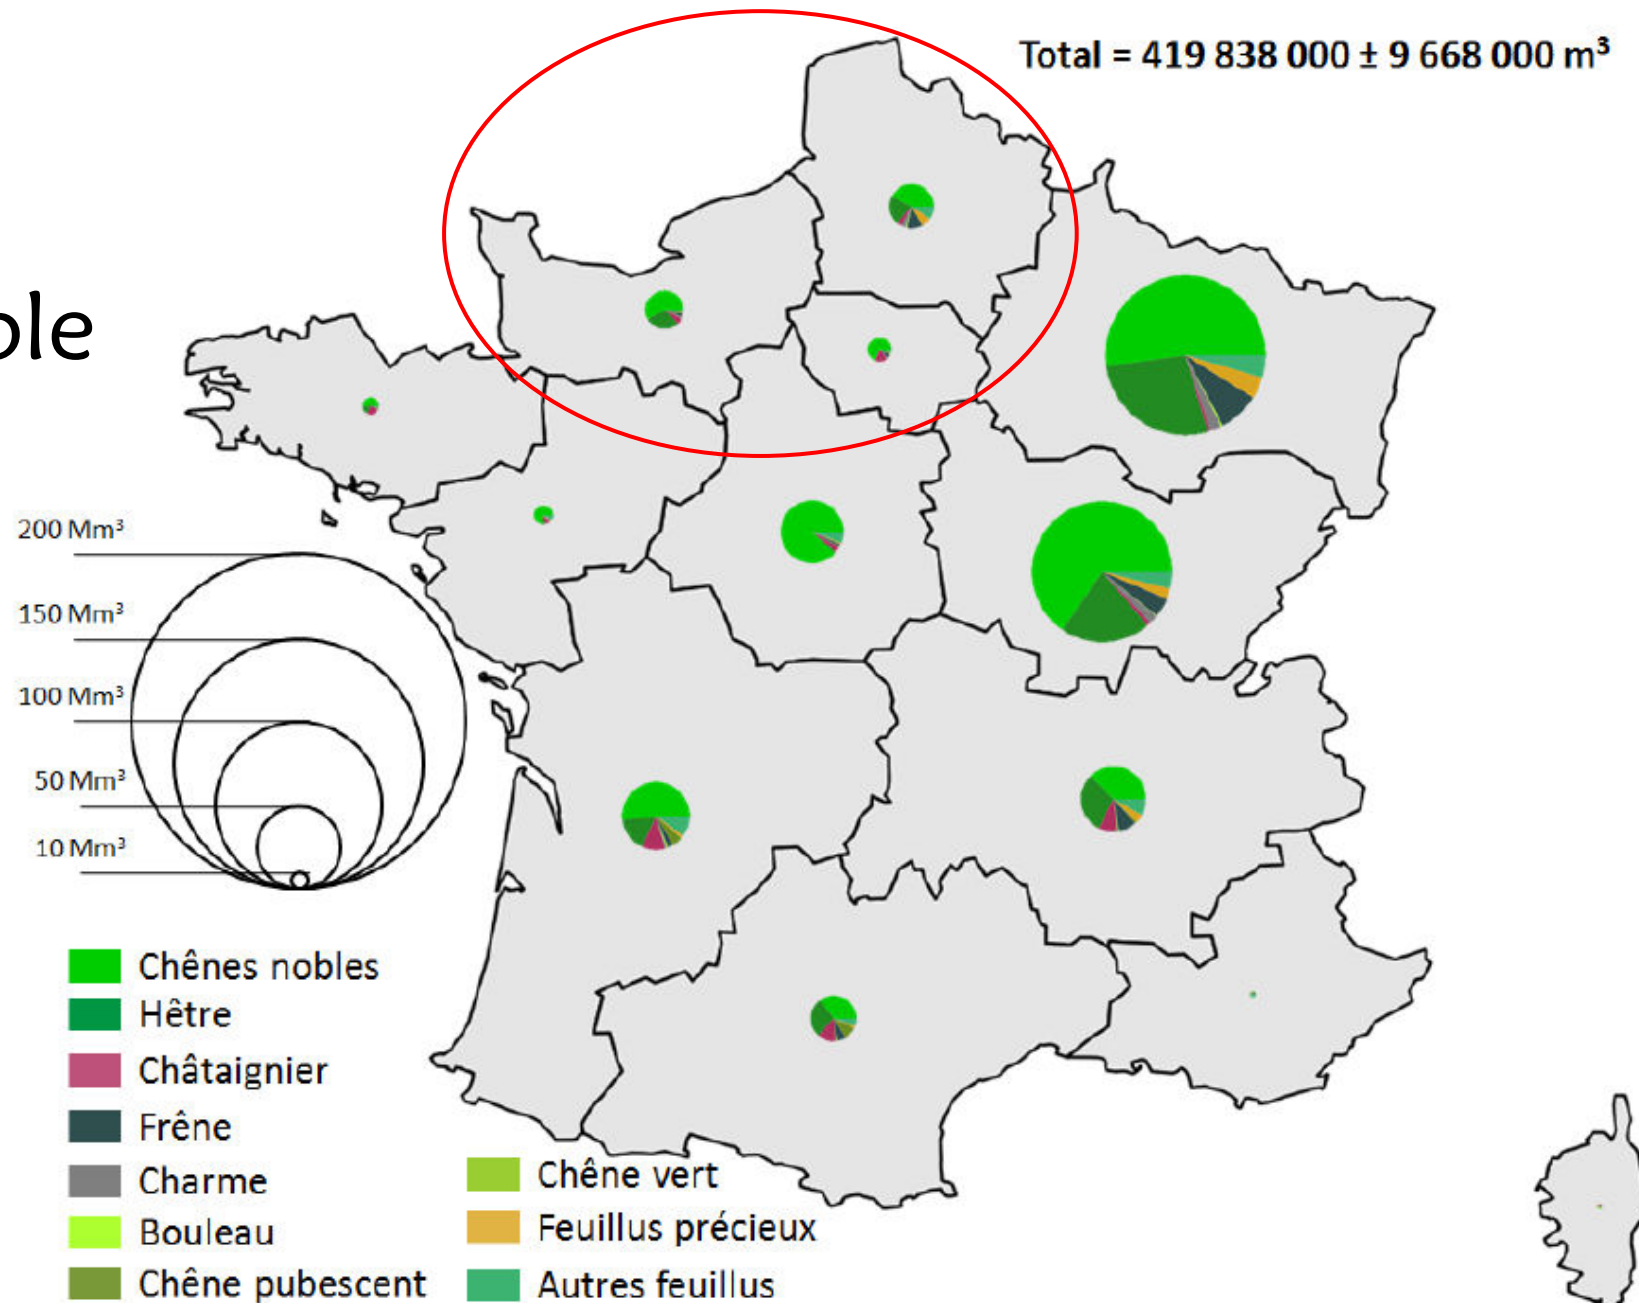 Total = 419 838 000 ± 9 668 000 m³
200 Mm³
150 Mm³
100 Mm³
50 Mm³
10 Mm³
Chênes nobles
Hêtre
Châtaignier
Frêne
Charme
Bouleau
Chêne pubescent
Chêne vert
Feuillus précieux
Autres feuillus